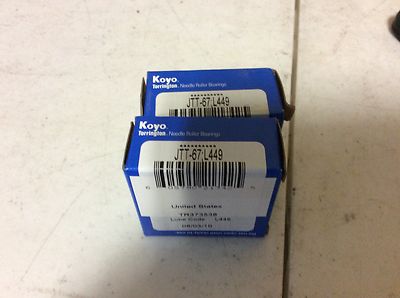 Koyo
Torrington. Needle Roller Bearings
JTT-67:L449
Koyo
Torrington. Needle Roller Bearings
JTT-67:L449
United States
TM373538
Lube Code L449